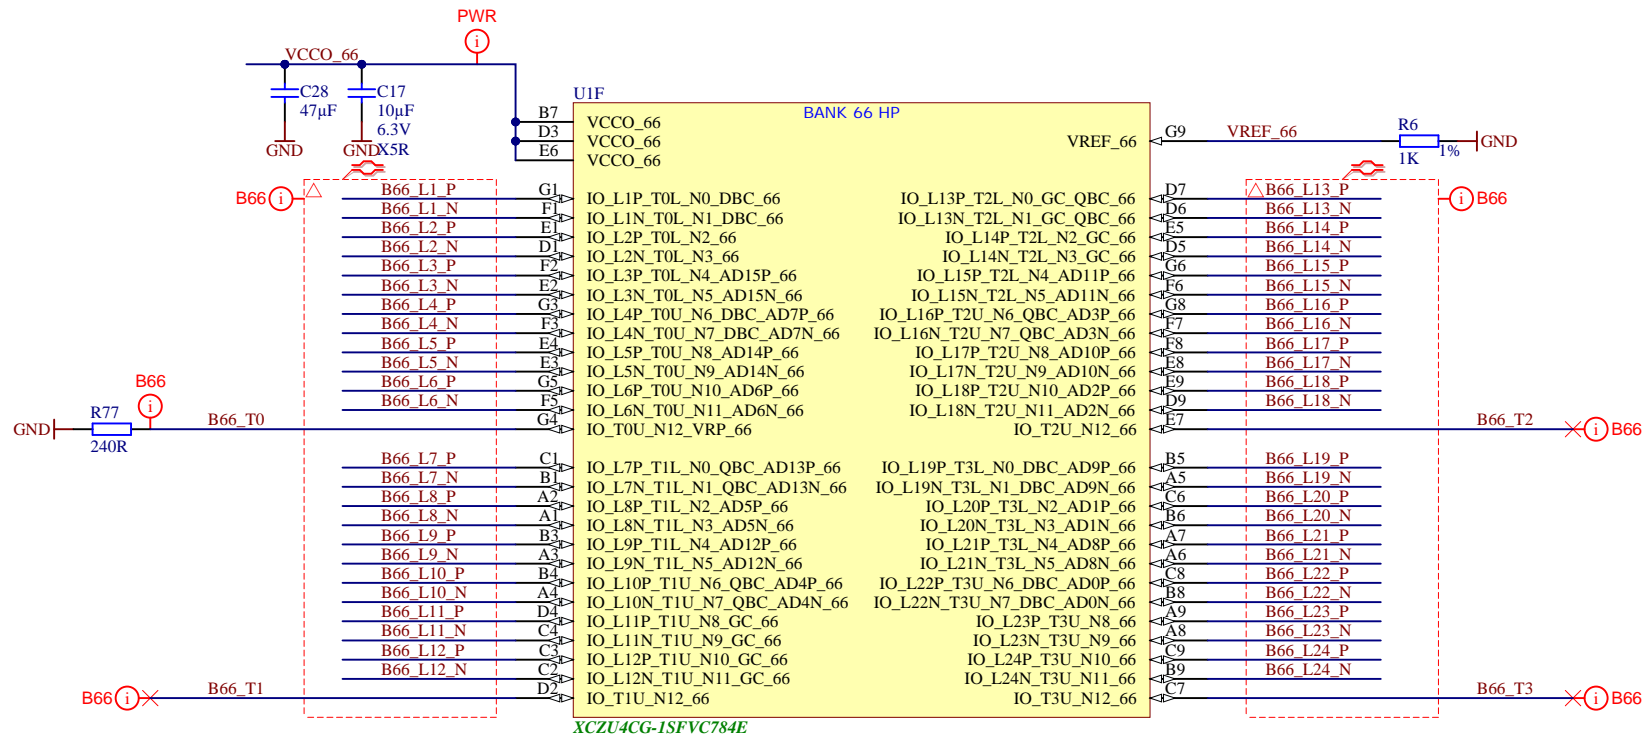 PWR
i
VCCO_66
C28
47µF
GND
C17
10µF
6.3V
X5R
GND
U1F
BANK 66 HP
B7 VCCO_66
D3 VCCO_66
E6 VCCO_66
VREF_66 G9 VREF_66
R6
1K
1%
GND
B66 i
B66_L1_P G1 IO_L1P_T0L_N0_DBC_66
B66_L1_N F1 IO_L1N_T0L_N1_DBC_66
B66_L2_P E1 IO_L2P_T0L_N2_66
B66_L2_N D1 IO_L2N_T0L_N3_66
B66_L3_P F2 IO_L3P_T0L_N4_AD15P_66
B66_L3_N E2 IO_L3N_T0L_N5_AD15N_66
B66_L4_P G3 IO_L4P_T0U_N6_DBC_AD7P_66
B66_L4_N F3 IO_L4N_T0U_N7_DBC_AD7N_66
B66_L5_P E4 IO_L5P_T0U_N8_AD14P_66
B66_L5_N E3 IO_L5N_T0U_N9_AD14N_66
B66_L6_P G5 IO_L6P_T0U_N10_AD6P_66
B66_L6_N F5 IO_L6N_T0U_N11_AD6N_66
B66
i
GND
R77
240R
B66_T0 G4 IO_T0U_N12_VRP_66
B66_L7_P C1 IO_L7P_T1L_N0_QBC_AD13P_66
B66_L7_N B1 IO_L7N_T1L_N1_QBC_AD13N_66
B66_L8_P A2 IO_L8P_T1L_N2_AD5P_66
B66_L8_N A1 IO_L8N_T1L_N3_AD5N_66
B66_L9_P B3 IO_L9P_T1L_N4_AD12P_66
B66_L9_N A3 IO_L9N_T1L_N5_AD12N_66
B66_L10_P B4 IO_L10P_T1U_N6_QBC_AD4P_66
B66_L10_N A4 IO_L10N_T1U_N7_QBC_AD4N_66
B66_L11_P D4 IO_L11P_T1U_N8_GC_66
B66_L11_N C4 IO_L11N_T1U_N9_GC_66
B66_L12_P C3 IO_L12P_T1U_N10_GC_66
B66_L12_N C2 IO_L12N_T1U_N11_GC_66
B66 i B66_T1 D2 IO_T1U_N12_66
IO_L13P_T2L_N0_GC_QBC_66 D7 B66_L13_P
i B66
IO_L13N_T2L_N1_GC_QBC_66 D6 B66_L13_N
IO_L14P_T2L_N2_GC_66 E5 B66_L14_P
IO_L14N_T2L_N3_GC_66 D5 B66_L14_N
IO_L15P_T2L_N4_AD11P_66 G6 B66_L15_P
IO_L15N_T2L_N5_AD11N_66 F6 B66_L15_N
IO_L16P_T2U_N6_QBC_AD3P_66 G8 B66_L16_P
IO_L16N_T2U_N7_QBC_AD3N_66 F7 B66_L16_N
IO_L17P_T2U_N8_AD10P_66 F8 B66_L17_P
IO_L17N_T2U_N9_AD10N_66 E8 B66_L17_N
IO_L18P_T2U_N10_AD2P_66 E9 B66_L18_P
IO_L18N_T2U_N11_AD2N_66 D9 B66_L18_N
IO_T2U_N12_66 E7 B66_T2 i B66
IO_L19P_T3L_N0_DBC_AD9P_66 B5 B66_L19_P
IO_L19N_T3L_N1_DBC_AD9N_66 A5 B66_L19_N
IO_L20P_T3L_N2_AD1P_66 C6 B66_L20_P
IO_L20N_T3L_N3_AD1N_66 B6 B66_L20_N
IO_L21P_T3L_N4_AD8P_66 A7 B66_L21_P
IO_L21N_T3L_N5_AD8N_66 A6 B66_L21_N
IO_L22P_T3U_N6_DBC_AD0P_66 C8 B66_L22_P
IO_L22N_T3U_N7_DBC_AD0N_66 B8 B66_L22_N
IO_L23P_T3U_N8_66 A9 B66_L23_P
IO_L23N_T3U_N9_66 A8 B66_L23_N
IO_L24P_T3U_N10_66 C9 B66_L24_P
IO_L24N_T3U_N11_66 B9 B66_L24_N
IO_T3U_N12_66 C7 B66_T3 i B66
XCZU4CG-1SFVC784E